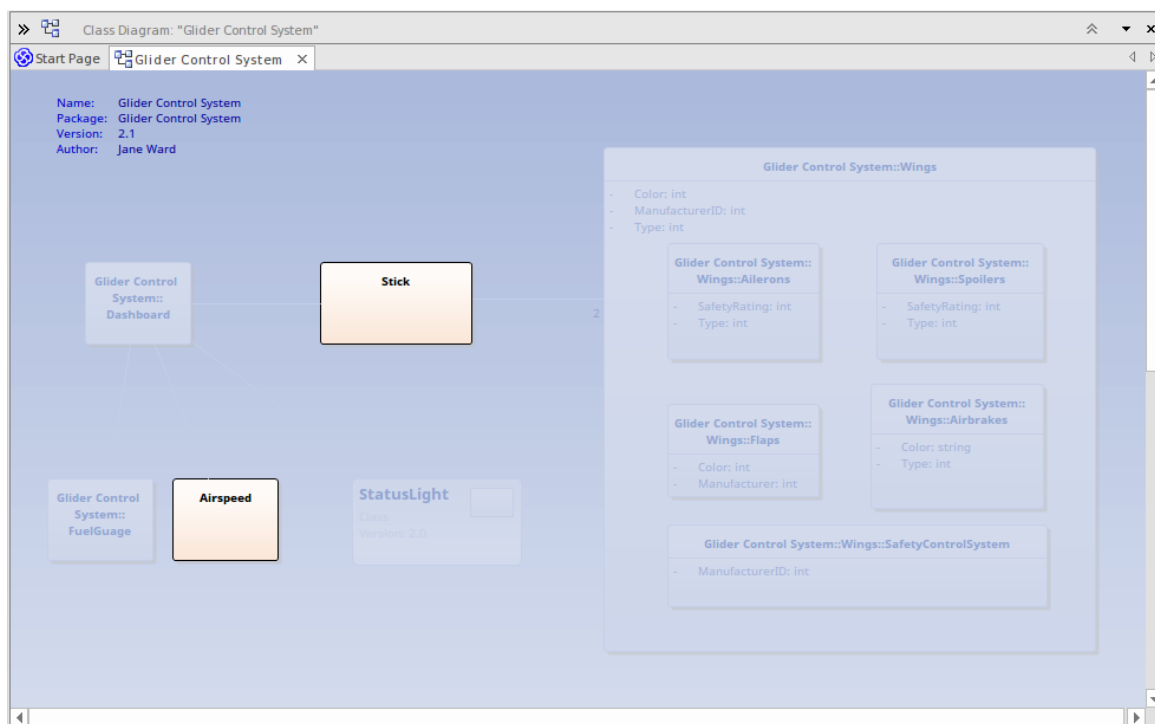 Class Diagram: "Glider Control System"
Start Page
Glider Control System
Name: Glider Control System
Package: Glider Control System
Version: 2.1
Author: Jane Ward
Glider Control System::Wings
- Color: int
- ManufacturerID: int
- Type: int
Glider Control
System::
Dashboard
Stick
2
Glider Control System::
Wings::Ailerons
- SafetyRating: int
- Type: int
Glider Control System::
Wings::Spoilers
- SafetyRating: int
- Type: int
Glider Control System::
Wings::Flaps
- Color: int
- Manufacturer: int
Glider Control System::
Wings::Airbrakes
- Color: string
- Type: int
Glider Control
System::
FuelGuage
Airspeed
StatusLight
Class
Version: 2.0
Glider Control System::Wings::SafetyControlSystem
- ManufacturerID: int